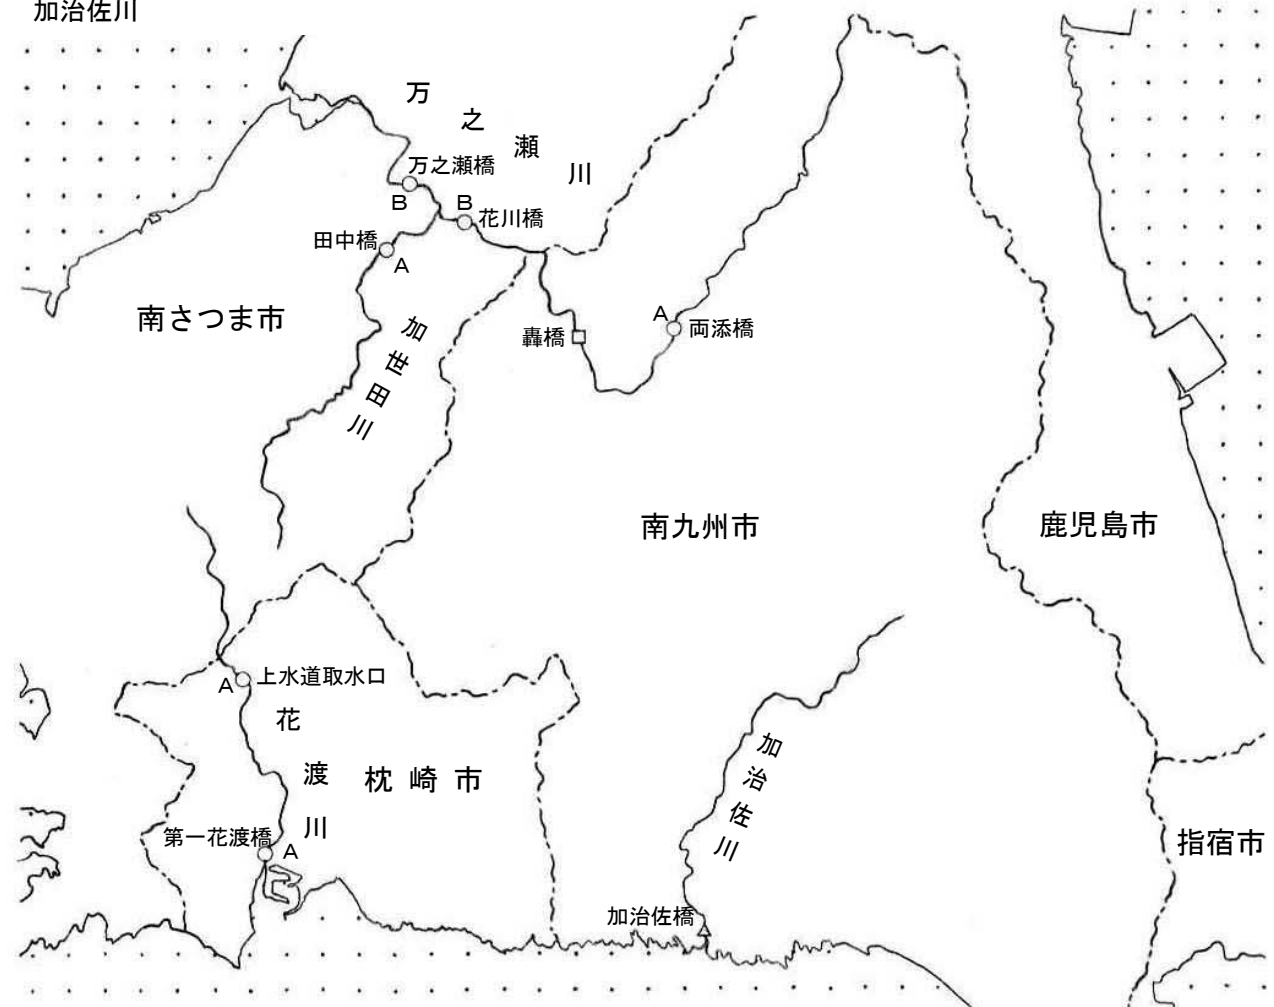 加治佐川
万之瀬川
万之瀬橋
B
B
花川橋
田中橋
A
南さつま市
加世田川
轟橋
A
両添橋
南九州市
鹿児島市
上水道取水口
A
花渡川
枕崎市
加治佐川
第一花渡橋
A
指宿市
加治佐橋